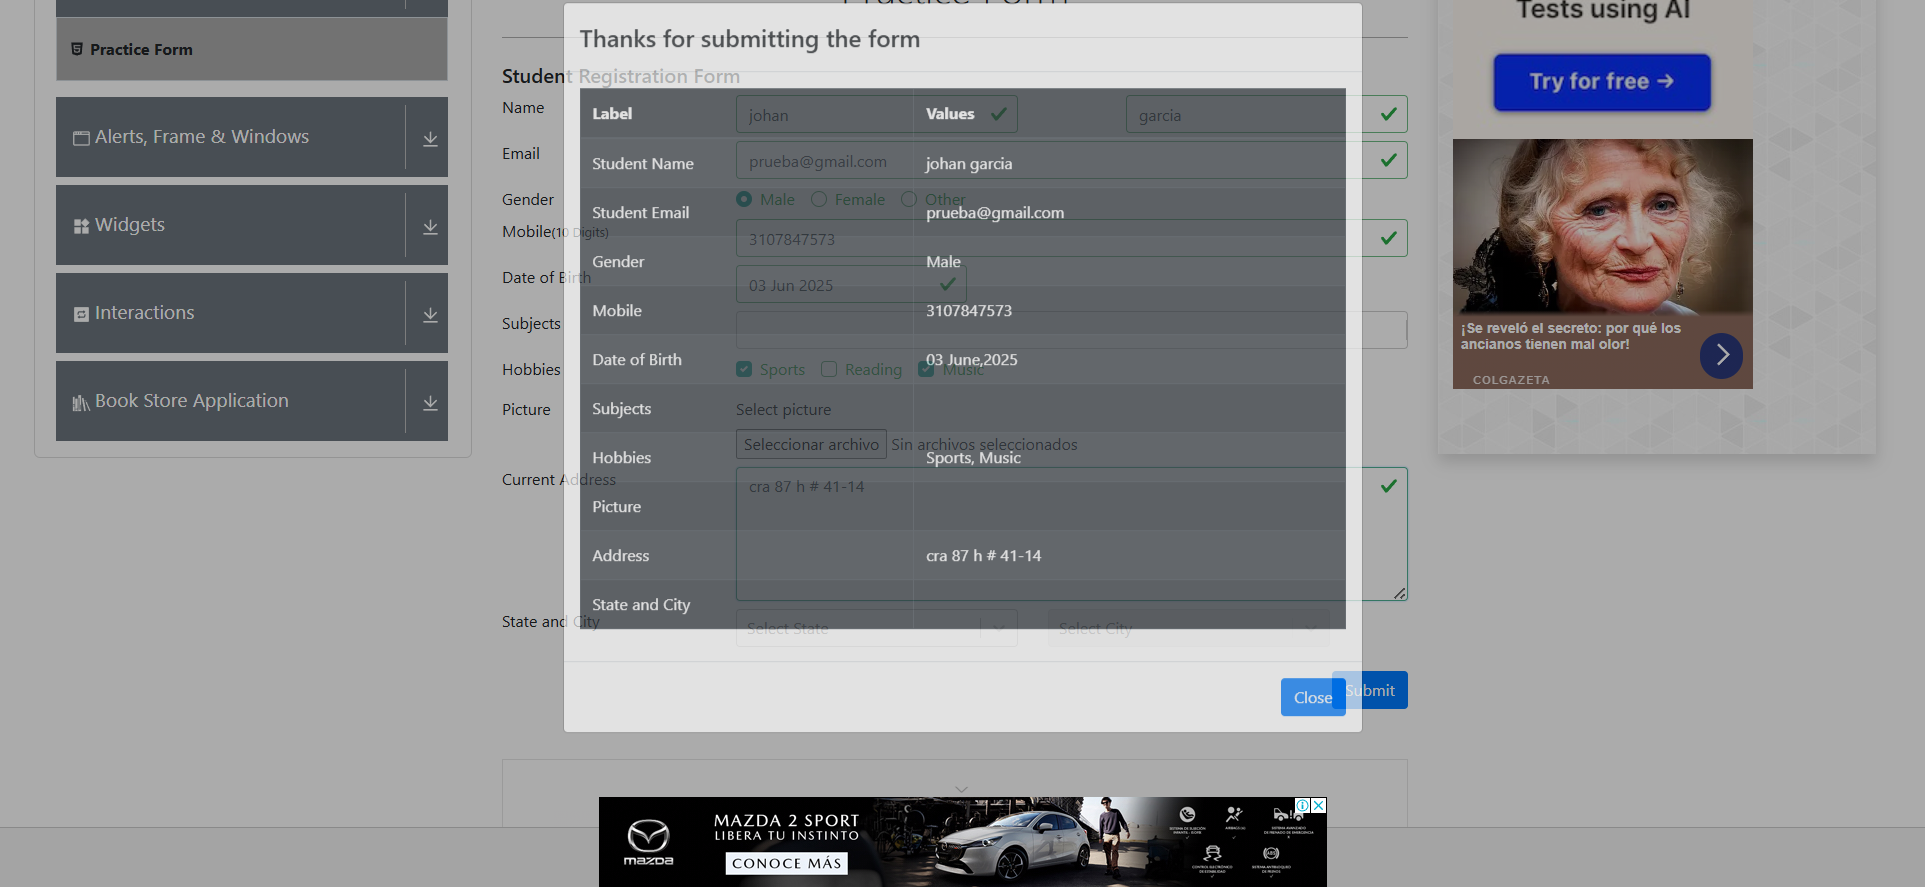 Practice Form
Practice Form
Alerts, Frame & Windows
Widgets
Interactions
Book Store Application
Thanks for submitting the form
Student Registration Form
Name
johan
garcia
Email
prueba@gmail.com
Gender
Male
Female
Other
Mobile(10 Digits)
3107847573
Date of Birth
03 Jun 2025
Subjects
Hobbies
Sports
Reading
Music
Picture
Select picture
Seleccionar archivo Sin archivos seleccionados
Current Address
cra 87 h # 41-14
State and City
Select State
Select City
Submit
Label Values
Student Name johan garcia
Student Email prueba@gmail.com
Gender Male
Mobile 3107847573
Date of Birth 03 June,2025
Subjects
Hobbies Sports, Music
Picture
Address cra 87 h # 41-14
State and City
Close
Tests using AI
Try for free →
¡Se reveló el secreto: por qué los
ancianos tienen mal olor!
COLGAZETA
mazda
MAZDA 2 SPORT
LIBERA TU INSTINTO
CONOCE MÁS